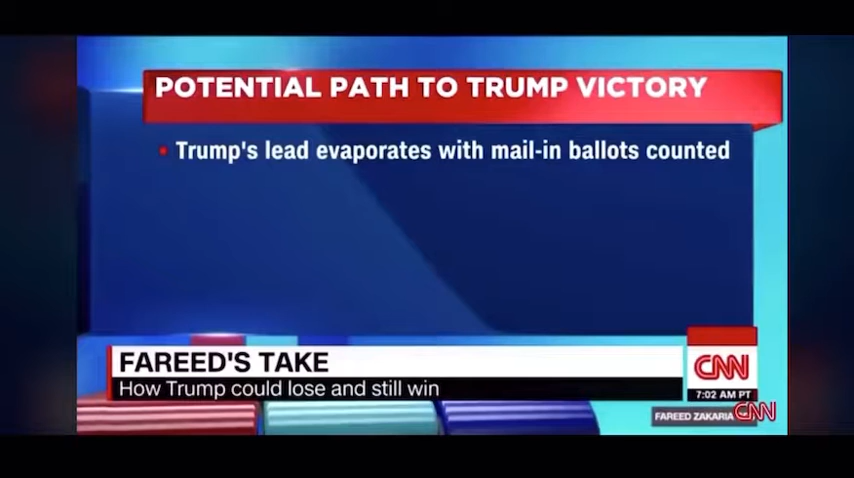 POTENTIAL PATH TO TRUMP VICTORY
• Trump's lead evaporates with mail-in ballots counted
FAREED'S TAKE
How Trump could lose and still win
CNN
7:02 AM PT
FAREED ZAKARIA
CNN